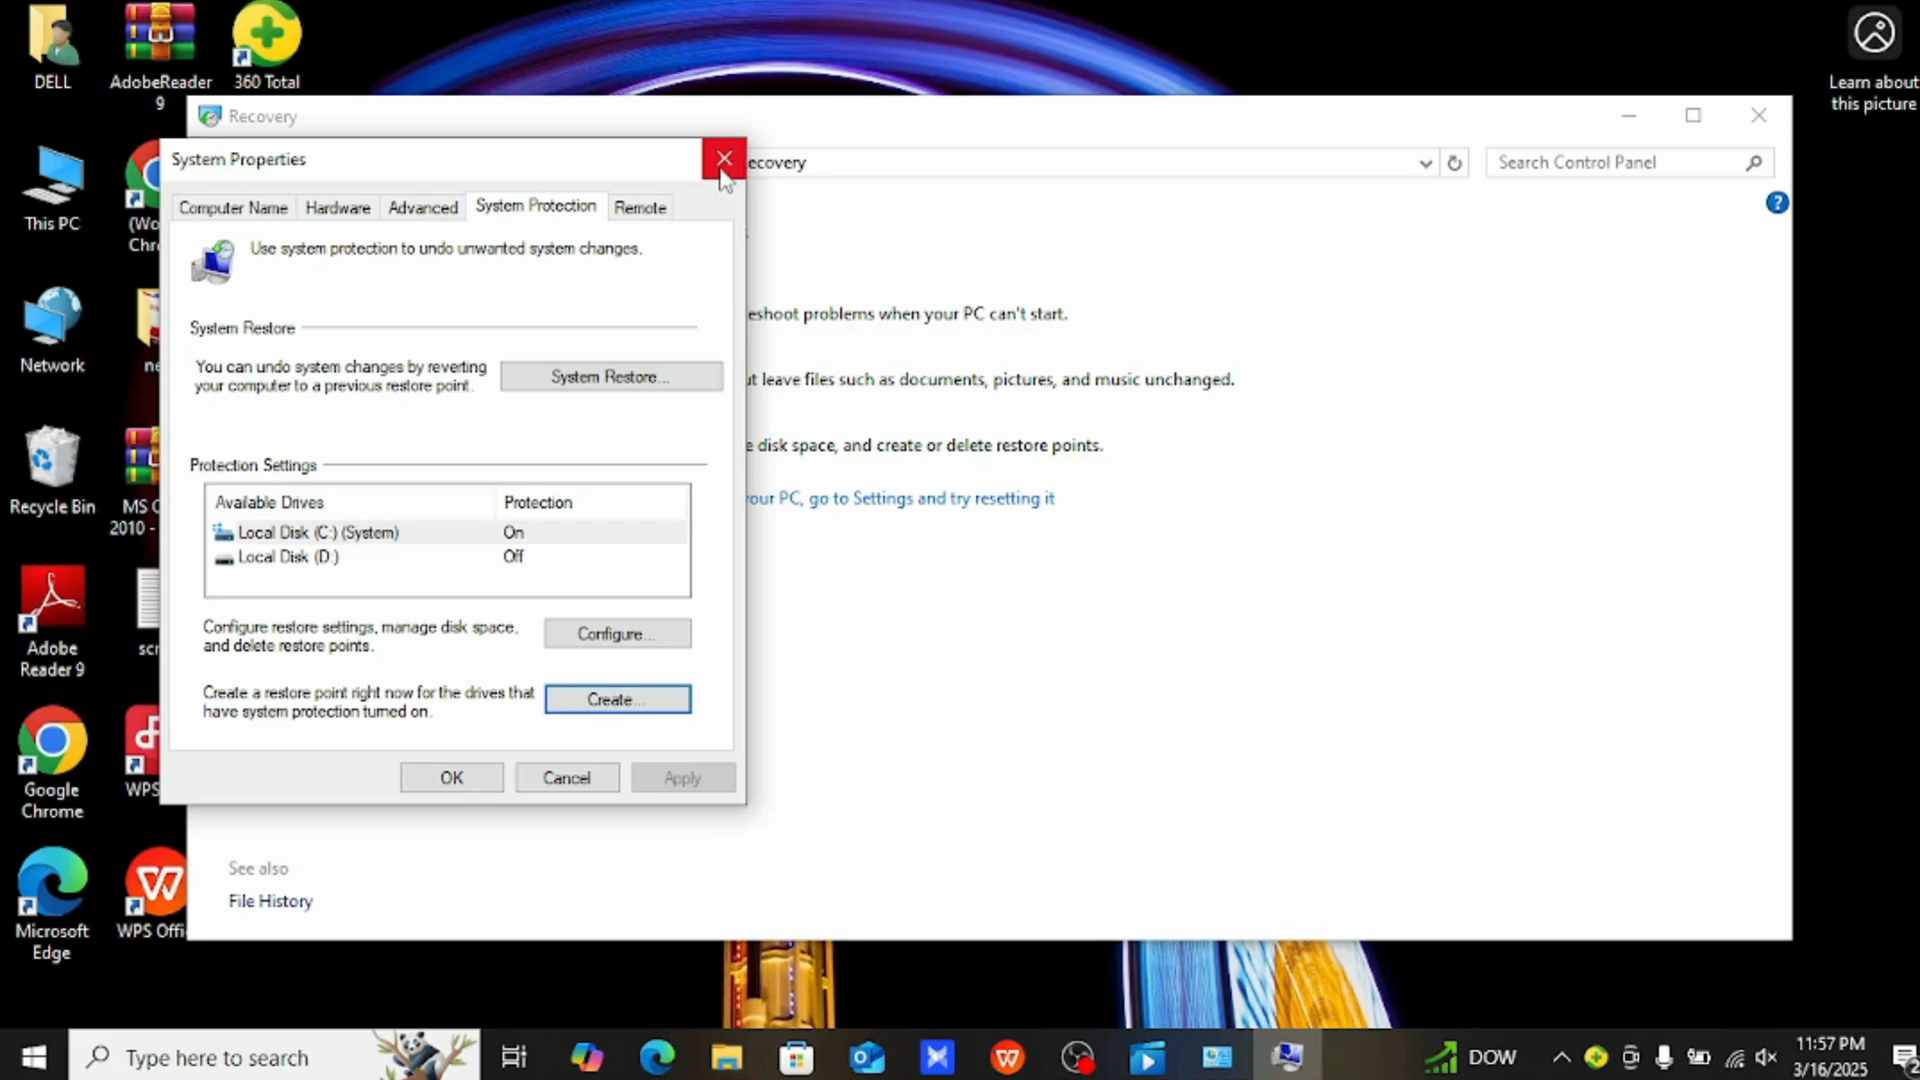 DELL
AdobeReader
9
360 Total
Learn about
this picture
This PC
(Wo
Chr
Network
ne
Recycle Bin
MS O
2010 -
Adobe
Reader 9
scr
Google
Chrome
WPS
Microsoft
Edge
WPS Offi
Recovery
ecovery
Search Control Panel
?
eshoot problems when your PC can't start.
ut leave files such as documents, pictures, and music unchanged.
e disk space, and create or delete restore points.
your PC, go to Settings and try resetting it
See also
File History
System Properties
Computer Name Hardware Advanced System Protection Remote
Use system protection to undo unwanted system changes.
System Restore
You can undo system changes by reverting
your computer to a previous restore point.
System Restore...
Protection Settings
Available Drives Protection
Local Disk (C:) (System) On
Local Disk (D:) Off
Configure restore settings, manage disk space,
and delete restore points.
Configure...
Create a restore point right now for the drives that
have system protection turned on.
Create...
OK Cancel Apply
Type here to search
DOW
11:57 PM
3/16/2025
2